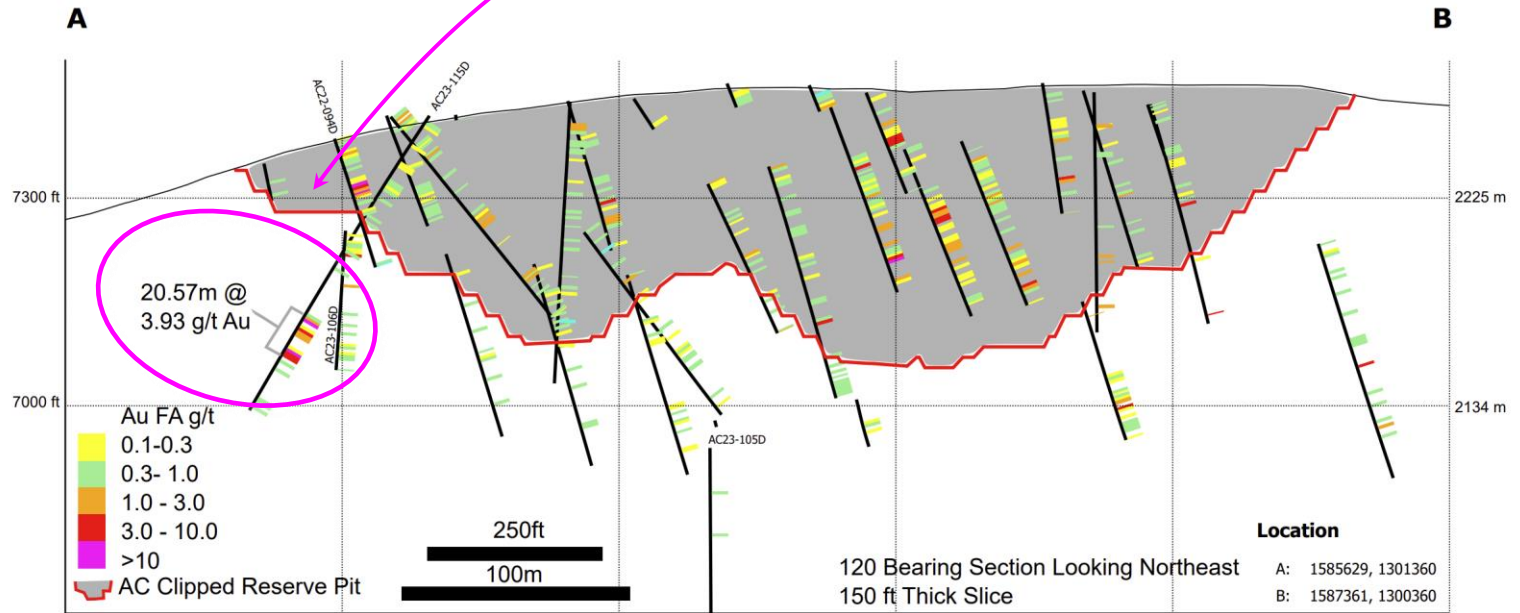 A
B
AC22-094D
AC23-115D
7300 ft
2225 m
20.57m @
3.93 g/t Au
AC23-106D
7000 ft
2134 m
Au FA g/t
0.1-0.3
0.3- 1.0
1.0 - 3.0
3.0 - 10.0
>10
AC Clipped Reserve Pit
AC23-105D
250ft
100m
120 Bearing Section Looking Northeast
150 ft Thick Slice
Location
A: 1585629, 1301360
B: 1587361, 1300360